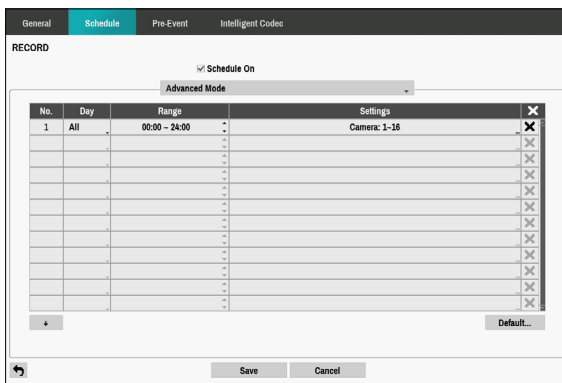 General Schedule Pre-Event Intelligent Codec
RECORD
Schedule On
Advanced Mode
No. Day Range Settings
1 All 00:00 ~ 24:00 Camera: 1~16
+ Default...
Save Cancel